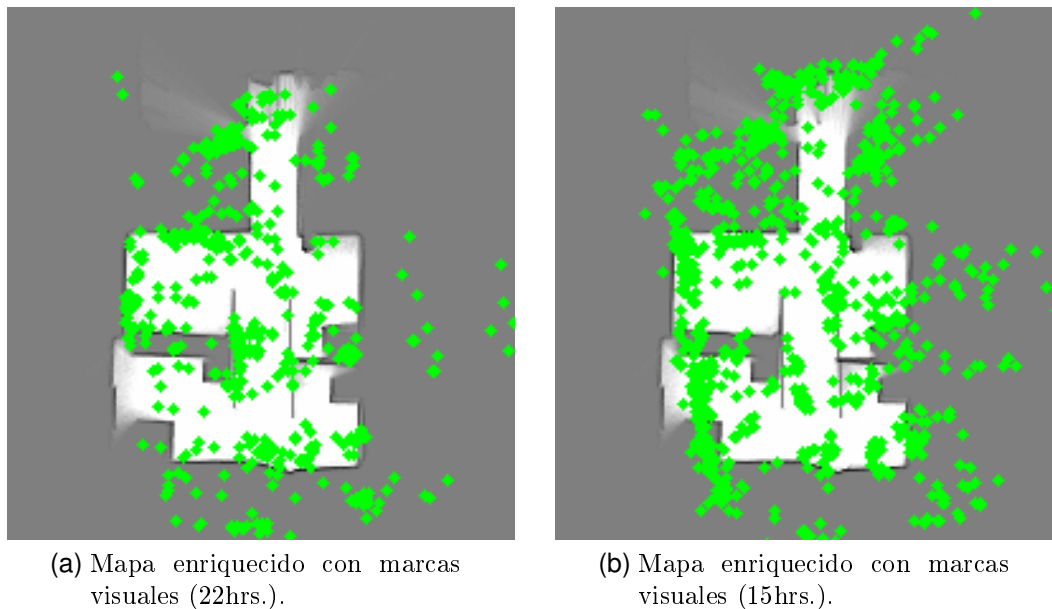 (a) Mapa enriquecido con marcas
visuales (22hrs.).
(b) Mapa enriquecido con marcas
visuales (15hrs.).